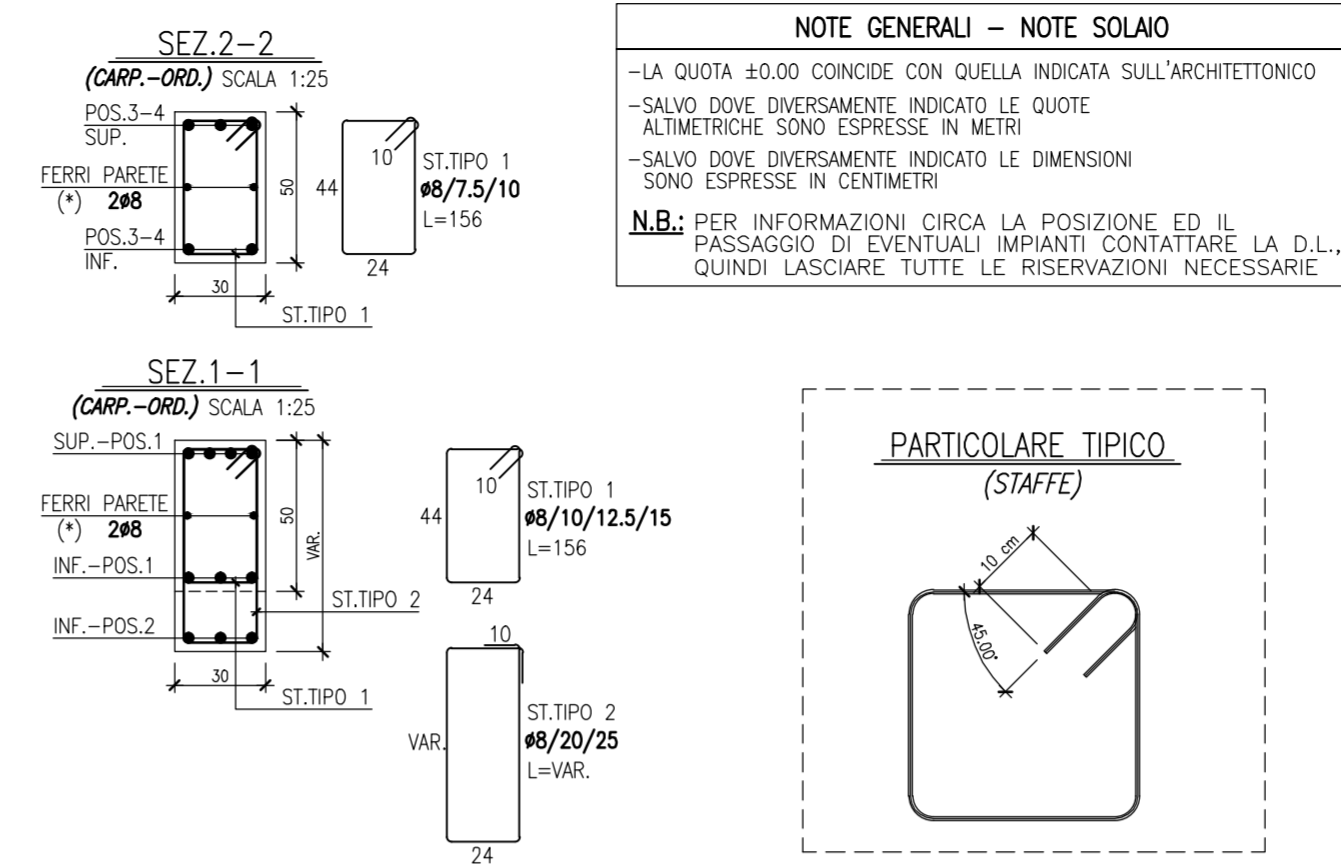 SEZ.2-2
(CARP.-ORD.) SCALA 1:25
POS.3-4
SUP.
FERRI PARETE
(*) 2ø8
POS.3-4
INF.
50
30
ST.TIPO 1
44
10
24
ST.TIPO 1
ø8/7.5/10
L=156
NOTE GENERALI – NOTE SOLAIO
-LA QUOTA ±0.00 COINCIDE CON QUELLA INDICATA SULL'ARCHITETTONICO
-SALVO DOVE DIVERSAMENTE INDICATO LE QUOTE
ALTIMETRICHE SONO ESPRESSE IN METRI
-SALVO DOVE DIVERSAMENTE INDICATO LE DIMENSIONI
SONO ESPRESSE IN CENTIMETRI
N.B.: PER INFORMAZIONI CIRCA LA POSIZIONE ED IL
PASSAGGIO DI EVENTUALI IMPIANTI CONTATTARE LA D.L.,
QUINDI LASCIARE TUTTE LE RISERVAZIONI NECESSARIE
SEZ.1-1
(CARP.-ORD.) SCALA 1:25
SUP.-POS.1
FERRI PARETE
(*) 2ø8
INF.-POS.1
INF.-POS.2
50
VAR.
30
ST.TIPO 2
ST.TIPO 1
44
10
24
ST.TIPO 1
ø8/10/12.5/15
L=156
10
VAR.
24
ST.TIPO 2
ø8/20/25
L=VAR.
PARTICOLARE TIPICO
(STAFFE)
10 cm
45.00°